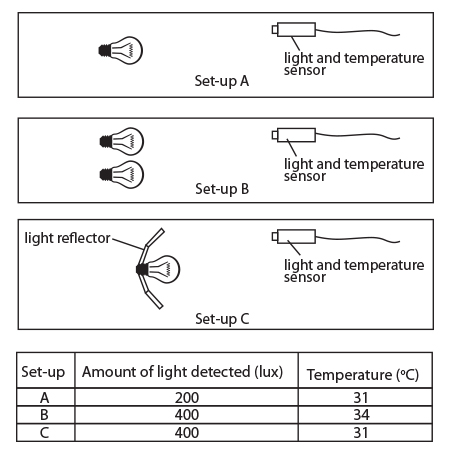 light and temperature
sensor
Set-up A
light and temperature
sensor
Set-up B
light reflector
light and temperature
sensor
Set-up C
Set-up Amount of light detected (lux) Temperature (ºC)
A 200 31
B 400 34
C 400 31